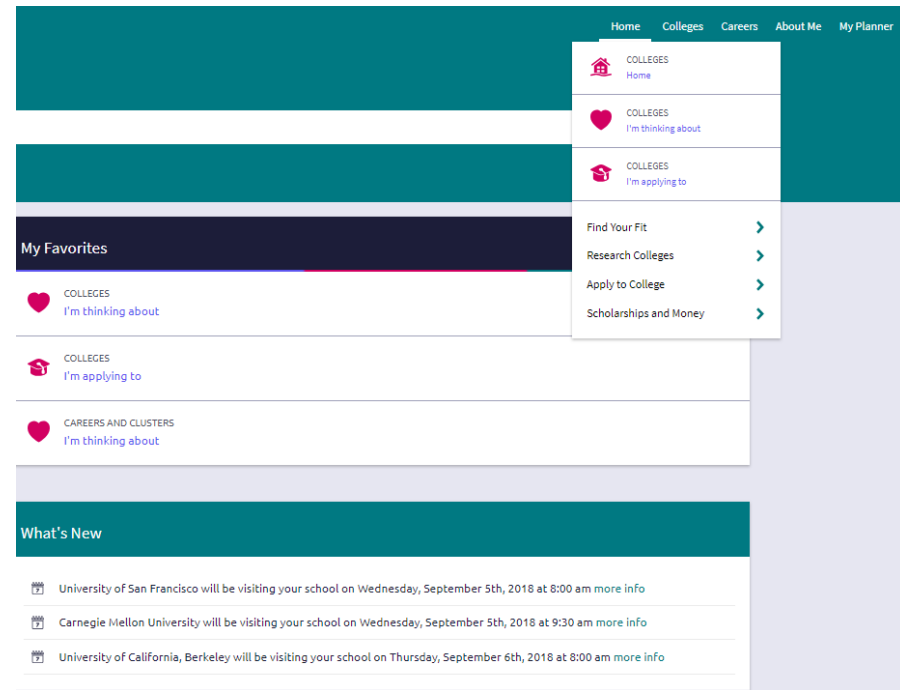 Home Colleges Careers About Me My Planner
COLLEGES
Home
COLLEGES
I'm thinking about
COLLEGES
I'm applying to
Find Your Fit
Research Colleges
Apply to College
Scholarships and Money
My Favorites
COLLEGES
I'm thinking about
COLLEGES
I'm applying to
CAREERS AND CLUSTERS
I'm thinking about
What's New
University of San Francisco will be visiting your school on Wednesday, September 5th, 2018 at 8:00 am more info
Carnegie Mellon University will be visiting your school on Wednesday, September 5th, 2018 at 9:30 am more info
University of California, Berkeley will be visiting your school on Thursday, September 6th, 2018 at 8:00 am more info